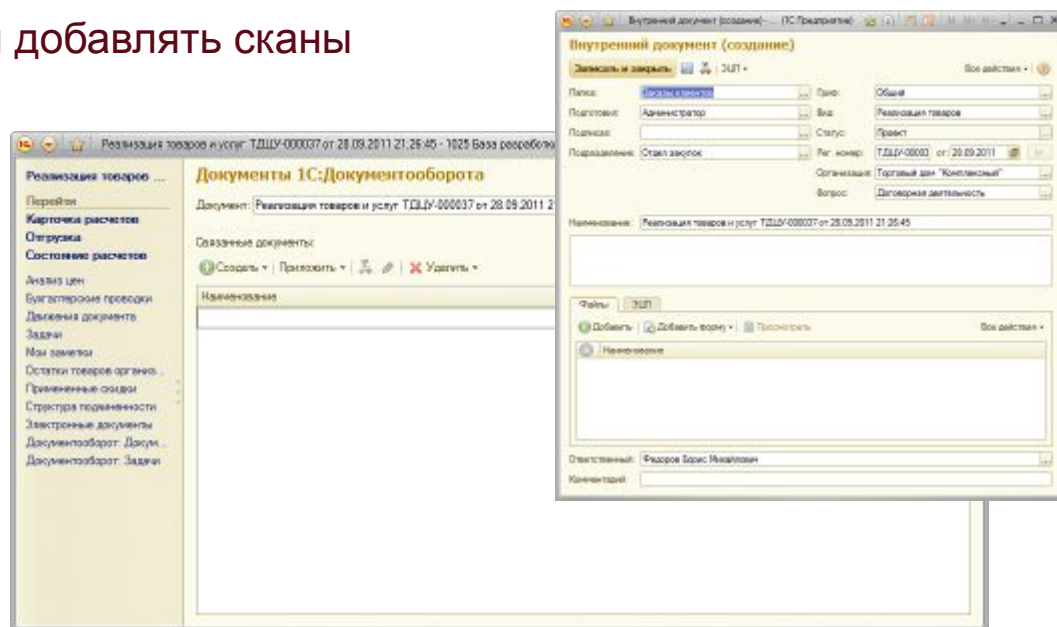 добавлять сканы
Внутренний документ (создание) - ... (1С:Предприятие)
Внутренний документ (создание)
Записать и закрыть ЭЦП
Все действия
Папка: Заказы клиентов Гриф: Общий
Подготовил: Администратор Вид: Реализация товаров
Подписал: Статус: Проект
Подразделение: Отдел закупок Рег. номер: ТДЦУ-00003 от: 28.09.2011
Организация: Торговый дом "Комплексный"
Вопрос: Договорная деятельность
Наименование: Реализация товаров и услуг ТДЦУ-000037 от 28.09.2011 21:26:45
Файлы ЭЦП
Добавить Добавить форму Просмотреть Все действия
Наименование
Ответственный: Федоров Борис Михайлович
Комментарий:
Реализация товаров и услуг ТДЦУ-000037 от 28.09.2011 21:26:45 - 1025 База разработки
Реализация товаров ...
Перейти
Карточка расчетов
Отгрузка
Состояние расчетов
Анализ цен
Бухгалтерские проводки
Движения документа
Задачи
Мои заметки
Остатки товаров организ...
Примененные скидки
Структура подчиненности
Электронные документы
Документооборот: Докум...
Документооборот: Задачи
Документы 1С:Документооборота
Документ: Реализация товаров и услуг ТДЦУ-000037 от 28.09.2011 2
Связанные документы:
Создать Приложить Удалить
Наименование